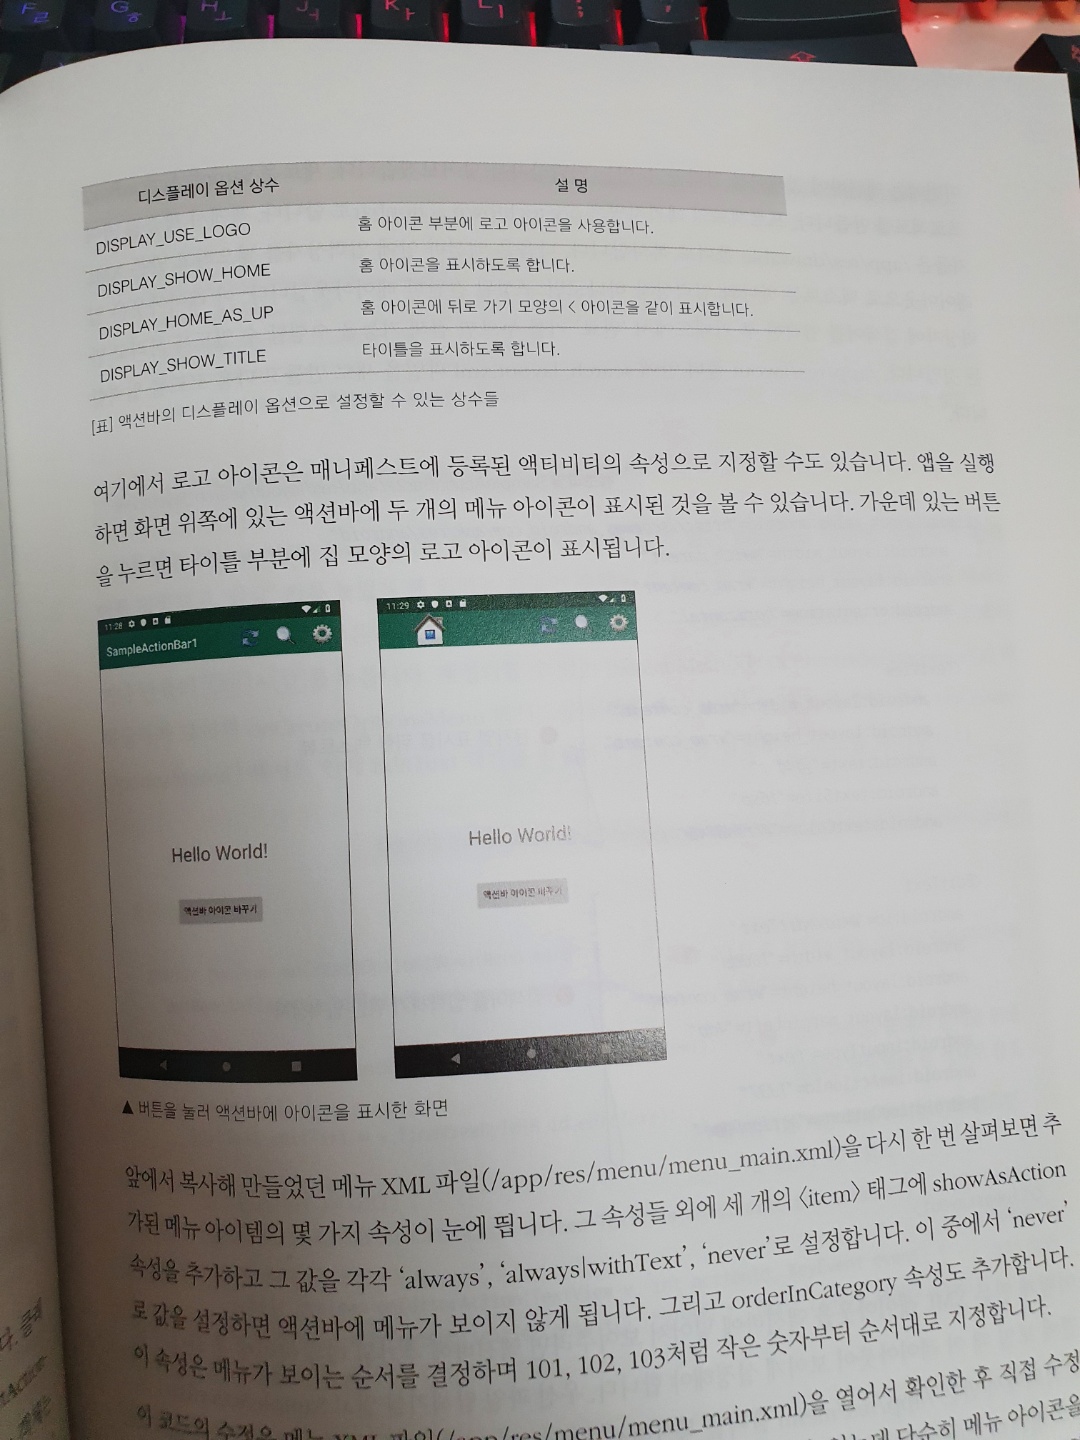 ㄹ
ㅎ
ㅗ
ㅓ
ㅏ
ㅣ
디스플레이 옵션 상수 설 명
DISPLAY_USE_LOGO 홈 아이콘 부분에 로고 아이콘을 사용합니다.
DISPLAY_SHOW_HOME 홈 아이콘을 표시하도록 합니다.
DISPLAY_HOME_AS_UP 홈 아이콘에 뒤로 가기 모양의 < 아이콘을 같이 표시합니다.
DISPLAY_SHOW_TITLE 타이틀을 표시하도록 합니다.
[표] 액션바의 디스플레이 옵션으로 설정할 수 있는 상수들
여기에서 로고 아이콘은 매니페스트에 등록된 액티비티의 속성으로 지정할 수도 있습니다. 앱을 실행
하면 화면 위쪽에 있는 액션바에 두 개의 메뉴 아이콘이 표시된 것을 볼 수 있습니다. 가운데 있는 버튼
을 누르면 타이틀 부분에 집 모양의 로고 아이콘이 표시됩니다.
11:28
SampleActionBar1
Hello World!
액션바 아이콘 바꾸기
11:29
Hello World!
액션바 아이콘 바꾸기
▲ 버튼을 눌러 액션바에 아이콘을 표시한 화면
앞에서 복사해 만들었던 메뉴 XML 파일(/app/res/menu/menu_main.xml)을 다시 한 번 살펴보면 추
가된 메뉴 아이템의 몇 가지 속성이 눈에 띕니다. 그 속성들 외에 세 개의 〈item〉 태그에 showAsAction
속성을 추가하고 그 값을 각각 ‘always’, ‘always|withText’, ‘never’로 설정합니다. 이 중에서 ‘never’
로 값을 설정하면 액션바에 메뉴가 보이지 않게 됩니다. 그리고 orderInCategory 속성도 추가합니다.
이 속성은 메뉴가 보이는 순서를 결정하며 101, 102, 103처럼 작은 숫자부터 순서대로 지정합니다.
이 코드의 수정은 메뉴 XML 파일(/app/res/menu/menu_main.xml)을 열어서 확인한 후 직접 수정
단순히 메뉴 아이콘을